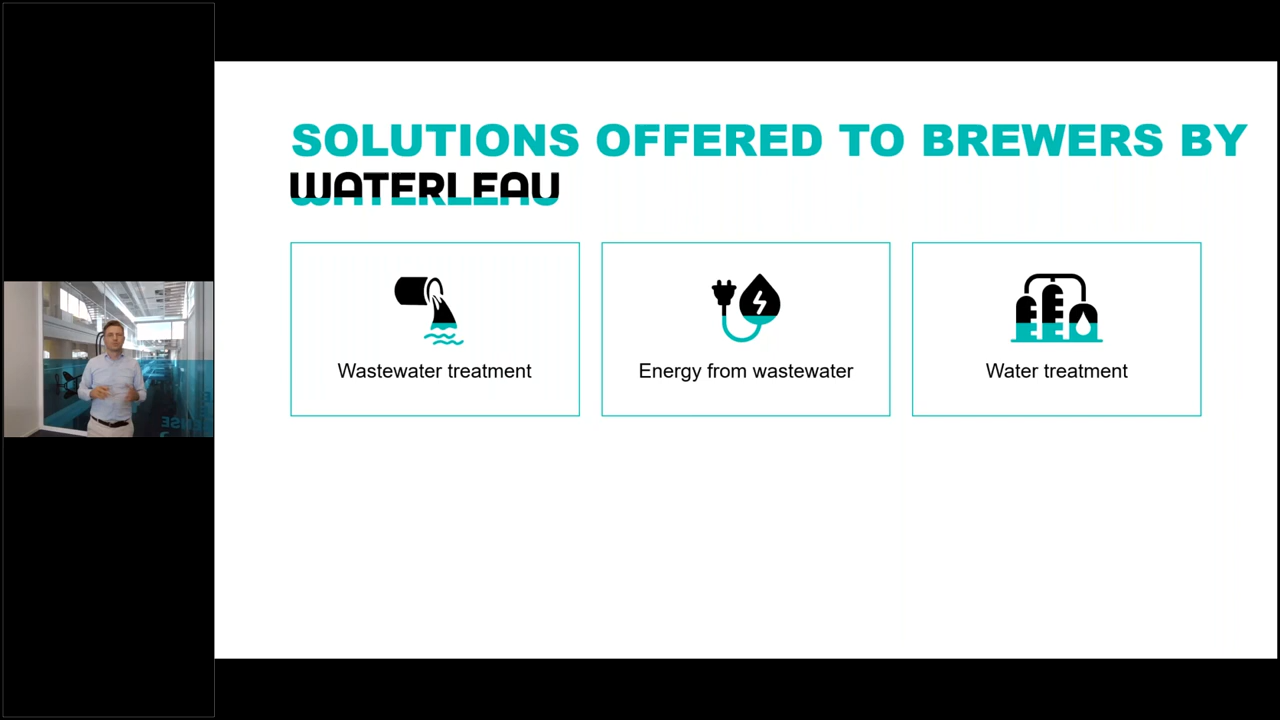 SOLUTIONS OFFERED TO BREWERS BY
WATERLEAU
Wastewater treatment
Energy from wastewater
Water treatment